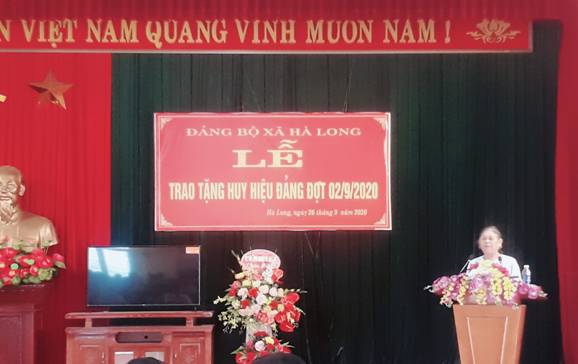 N VIỆT NAM QUANG VINH MUÔN NĂM !
ĐẢNG BỘ XÃ HÀ LONG
LỄ
TRAO TẶNG HUY HIỆU ĐẢNG ĐỢT 02/9/2020
Hà Long, ngày 26 tháng 8 năm 2020